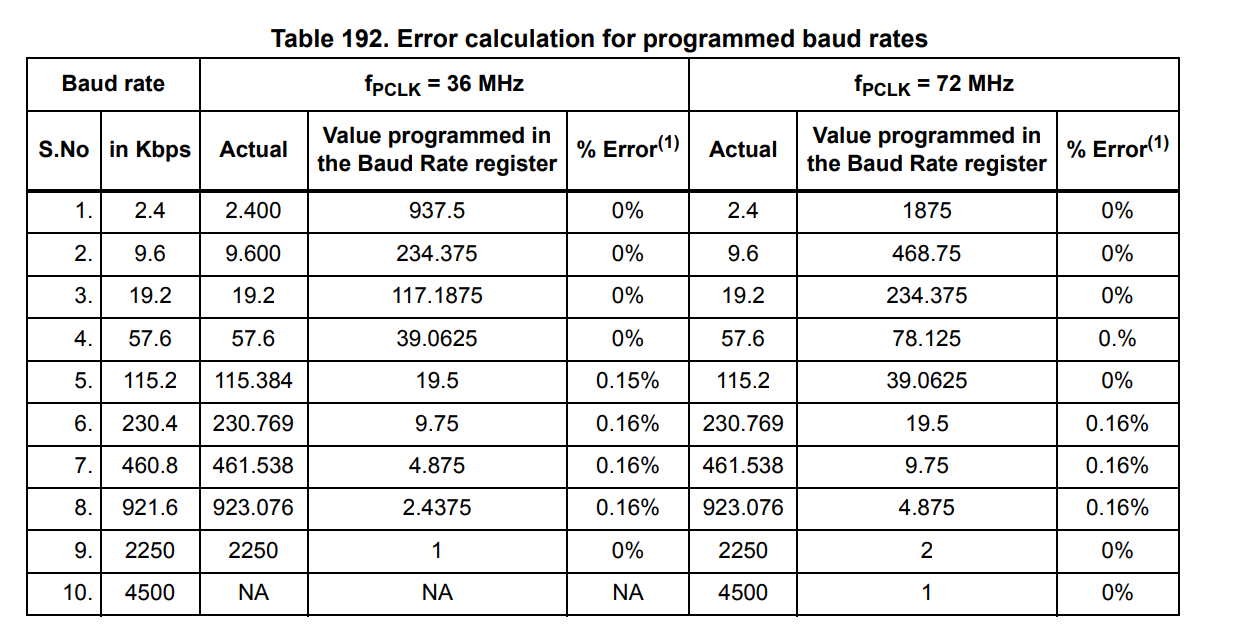 Table 192. Error calculation for programmed baud rates
Baud rate fPCLK = 36 MHz fPCLK = 72 MHz
S.No in Kbps Actual Value programmed in the Baud Rate register % Error(1) Actual Value programmed in the Baud Rate register % Error(1)
1. 2.4 2.400 937.5 0% 2.4 1875 0%
2. 9.6 9.600 234.375 0% 9.6 468.75 0%
3. 19.2 19.2 117.1875 0% 19.2 234.375 0%
4. 57.6 57.6 39.0625 0% 57.6 78.125 0.%
5. 115.2 115.384 19.5 0.15% 115.2 39.0625 0%
6. 230.4 230.769 9.75 0.16% 230.769 19.5 0.16%
7. 460.8 461.538 4.875 0.16% 461.538 9.75 0.16%
8. 921.6 923.076 2.4375 0.16% 923.076 4.875 0.16%
9. 2250 2250 1 0% 2250 2 0%
10. 4500 NA NA NA 4500 1 0%